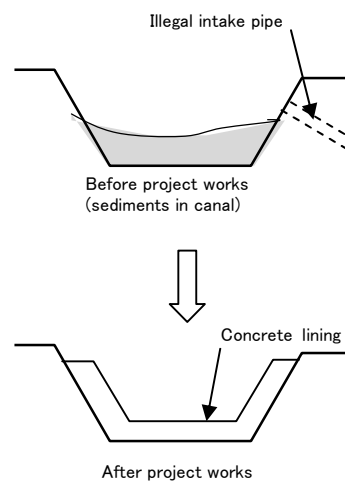 Illegal intake pipe
Before project works
(sediments in canal)
Concrete lining
After project works